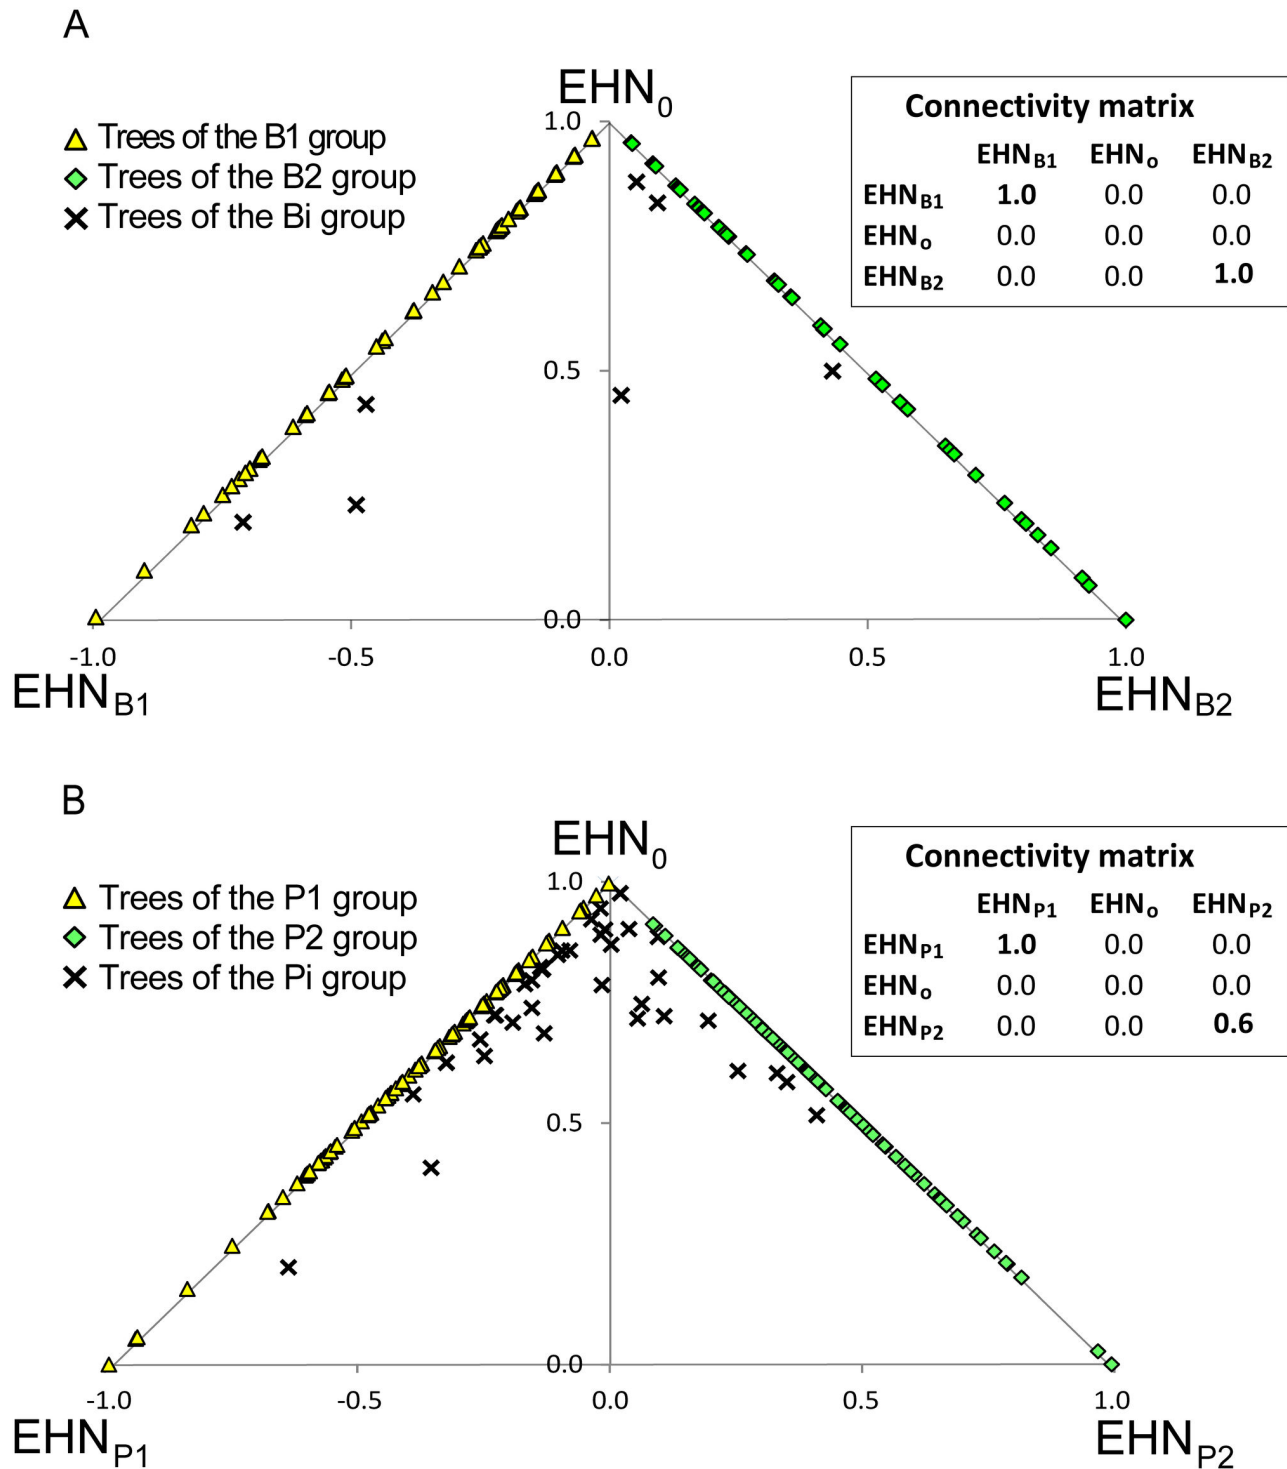 A
EHN0
Trees of the B1 group
Trees of the B2 group
Trees of the Bi group
Connectivity matrix
EHNB1 EHNo EHNB2
EHNB1 1.0 0.0 0.0
EHNo 0.0 0.0 0.0
EHNB2 0.0 0.0 1.0
1.0
0.5
0.0
-1.0 -0.5 0.0 0.5 1.0
EHNB1 EHNB2
B
EHN0
Trees of the P1 group
Trees of the P2 group
Trees of the Pi group
Connectivity matrix
EHNP1 EHNo EHNP2
EHNP1 1.0 0.0 0.0
EHNo 0.0 0.0 0.0
EHNP2 0.0 0.0 0.6
1.0
0.5
0.0
-1.0 -0.5 0.0 0.5 1.0
EHNP1 EHNP2